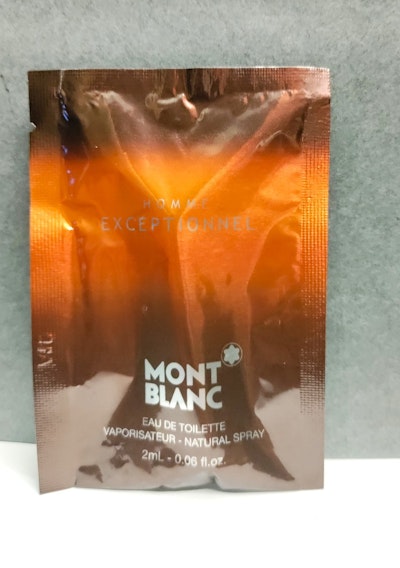 HOMME
EXCEPTIONNEL
MONT
BLANC
EAU DE TOILETTE
VAPORISATEUR - NATURAL SPRAY
2mL - 0.06 fl.oz.